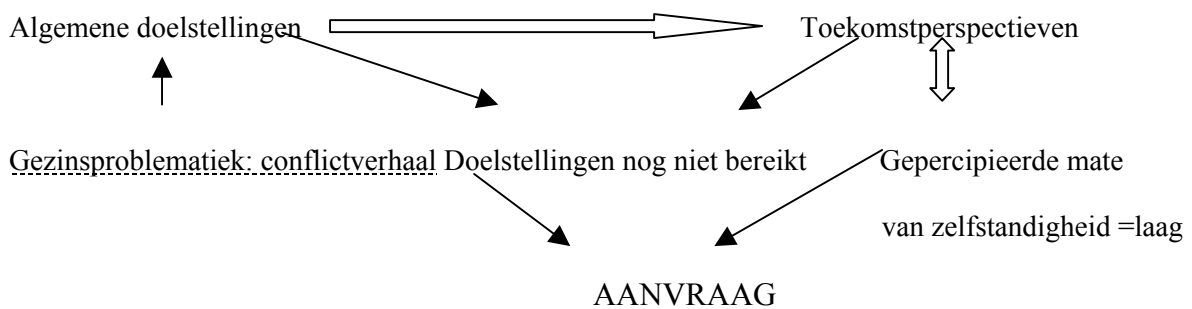 Algemene doelstellingen Toekomstperspectieven
Gezinsproblematiek: conflictverhaal Doelstellingen nog niet bereikt Gepercipieerde mate
van zelfstandigheid =laag
AANVRAAG